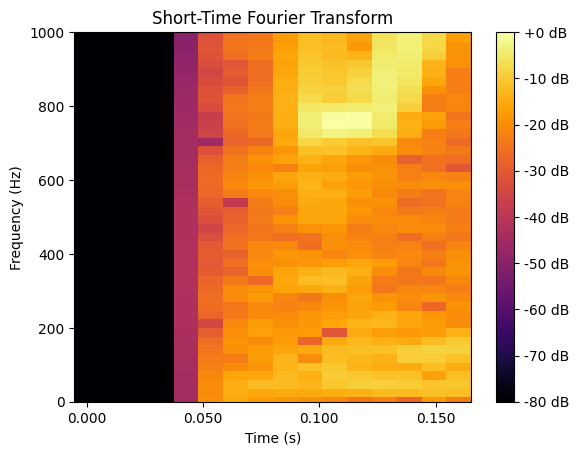 Short-Time Fourier Transform
1000
800
600
400
200
0
Frequency (Hz)
0.000
0.050
0.100
0.150
Time (s)
+0 dB
-10 dB
-20 dB
-30 dB
-40 dB
-50 dB
-60 dB
-70 dB
-80 dB